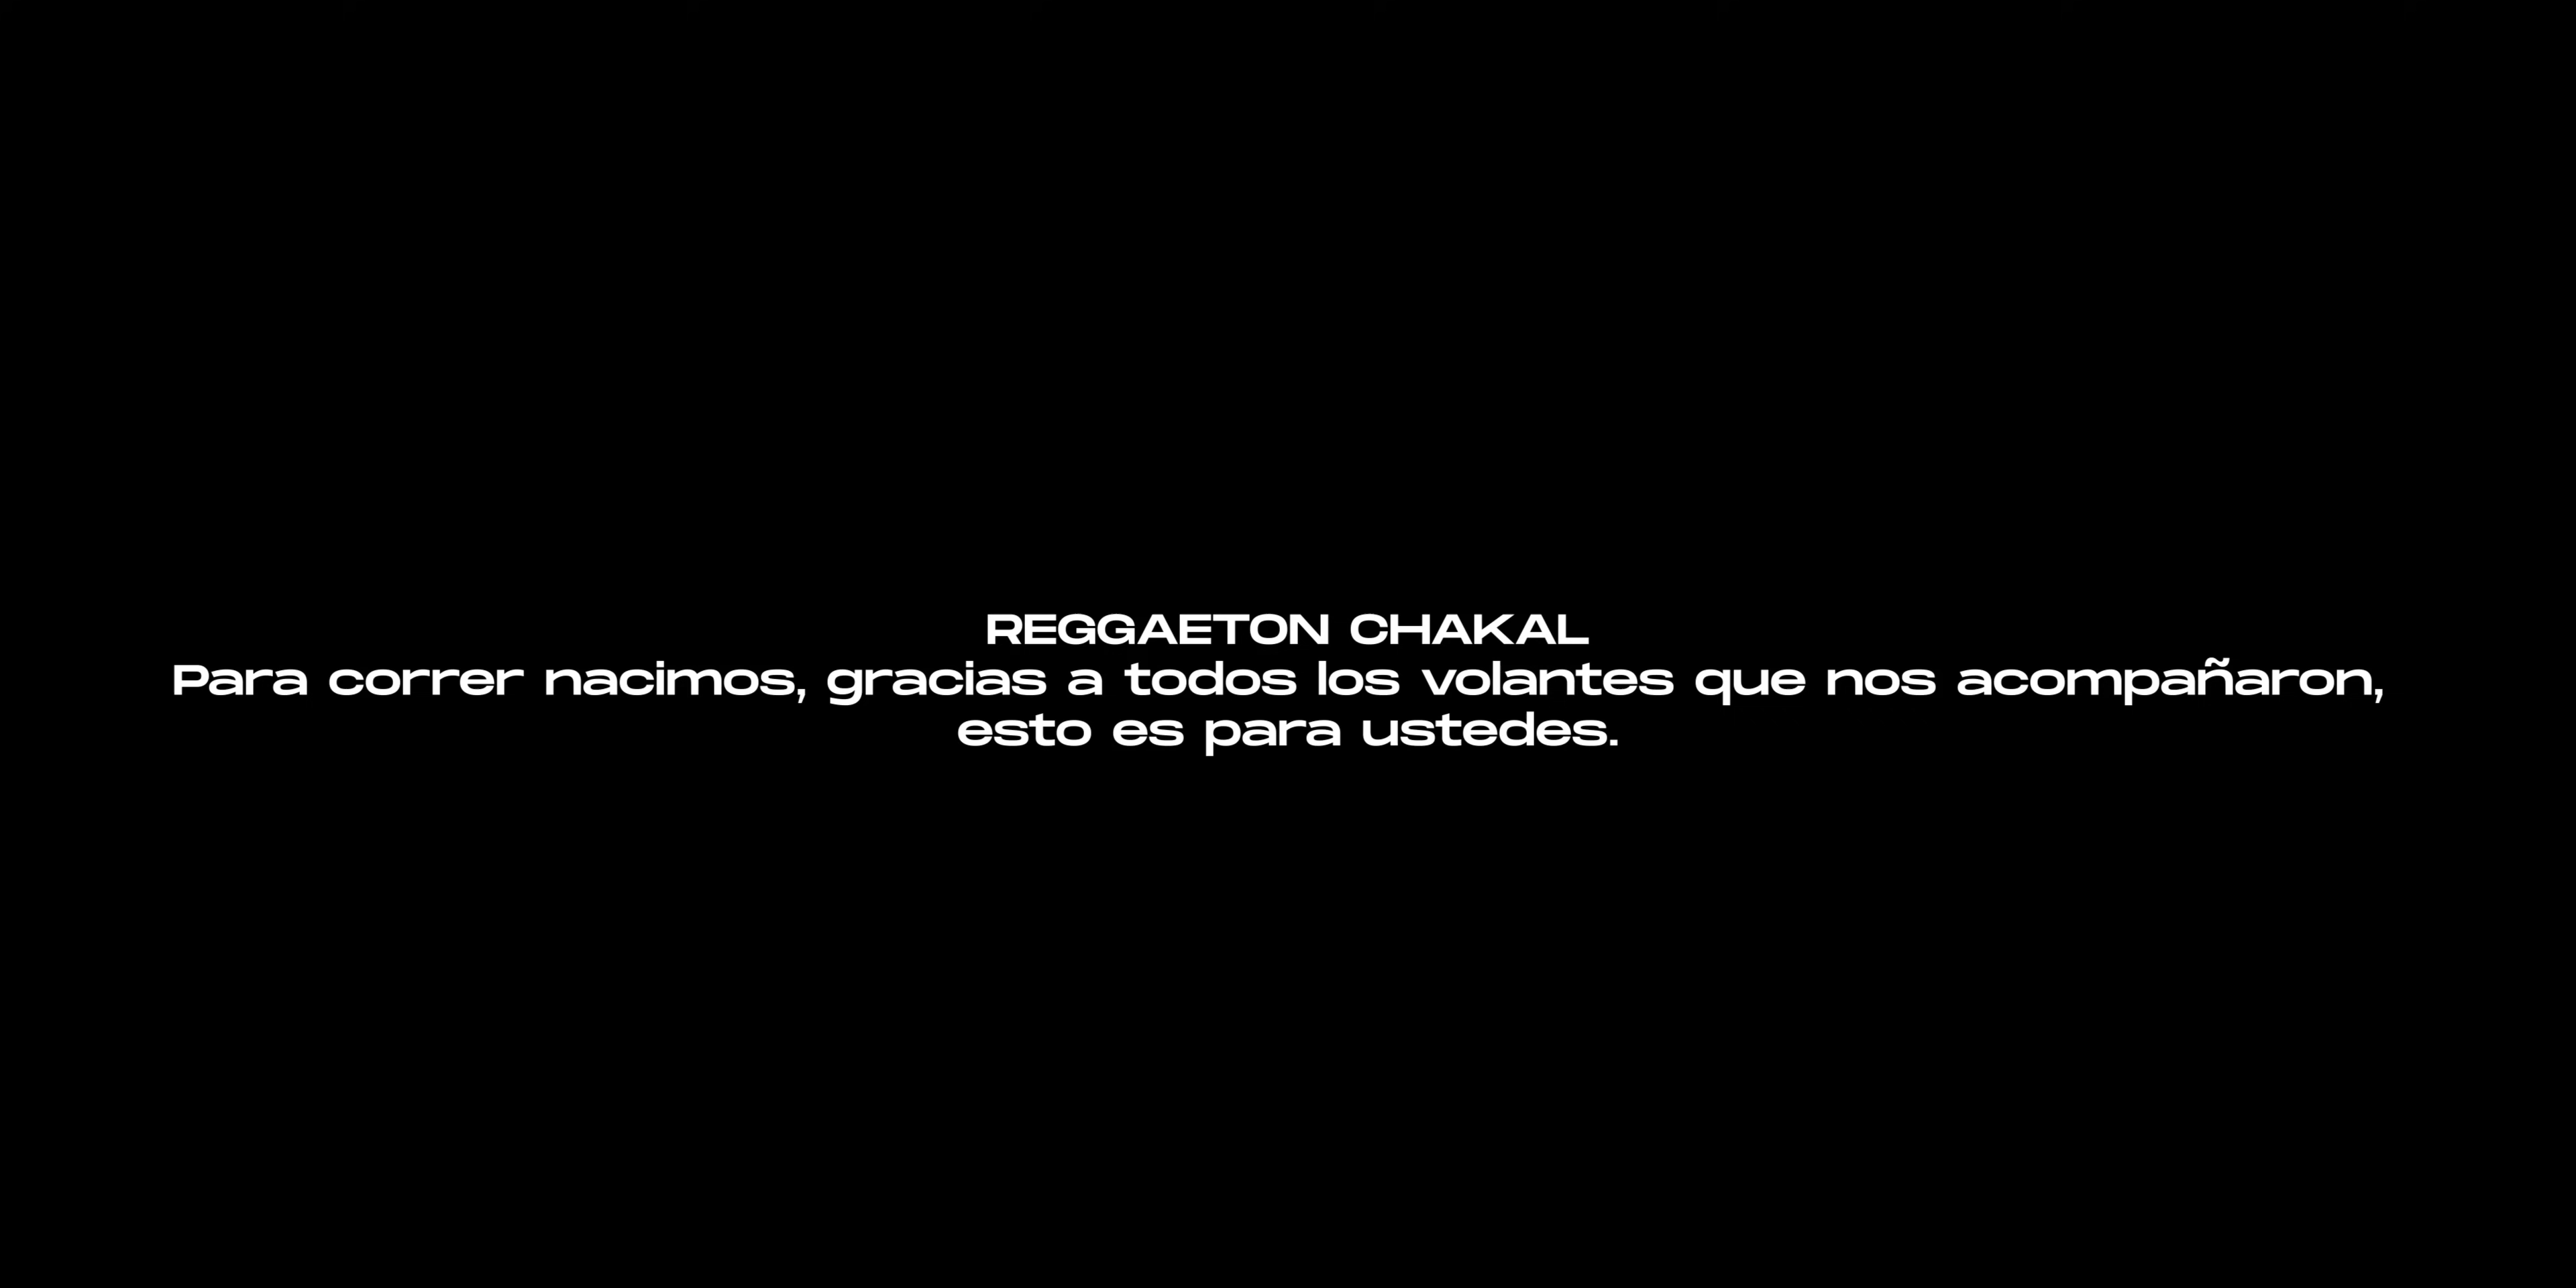 REGGAETON CHAKAL
Para correr nacimos, gracias a todos los volantes que nos acompañaron,
esto es para ustedes.